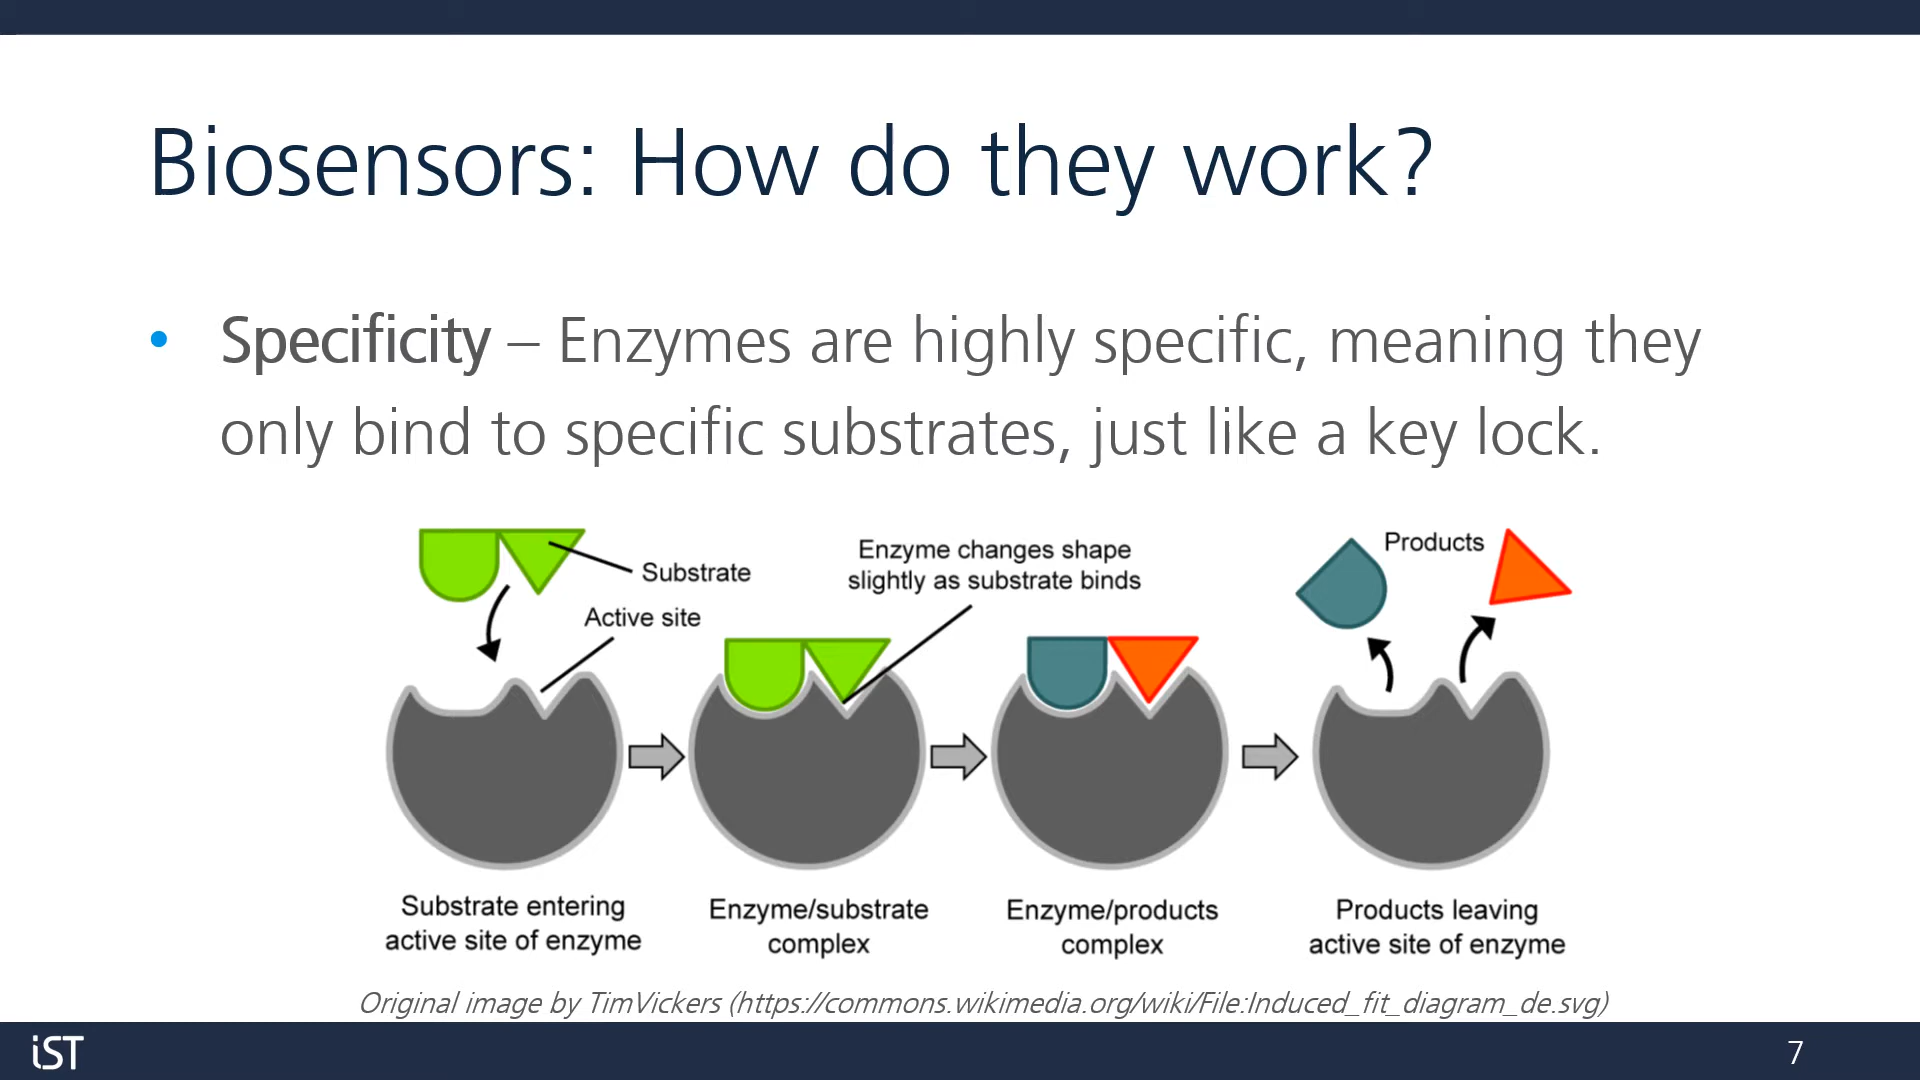 Biosensors: How do they work?
• Specificity – Enzymes are highly specific, meaning they
only bind to specific substrates, just like a key lock.
Substrate
Active site
Enzyme changes shape
slightly as substrate binds
Products
Substrate entering
active site of enzyme
Enzyme/substrate
complex
Enzyme/products
complex
Products leaving
active site of enzyme
Original image by TimVickers (https://commons.wikimedia.org/wiki/File:Induced_fit_diagram_de.svg)
iST
7